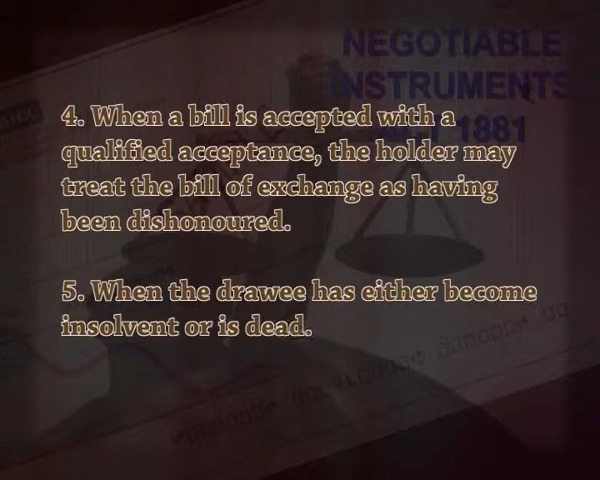 NEGOTIABLE
INSTRUMENTS
ACT 1881
4. When a bill is accepted with a
qualified acceptance, the holder may
treat the bill of exchange as having
been dishonoured.
5. When the drawee has either become
insolvent or is dead.